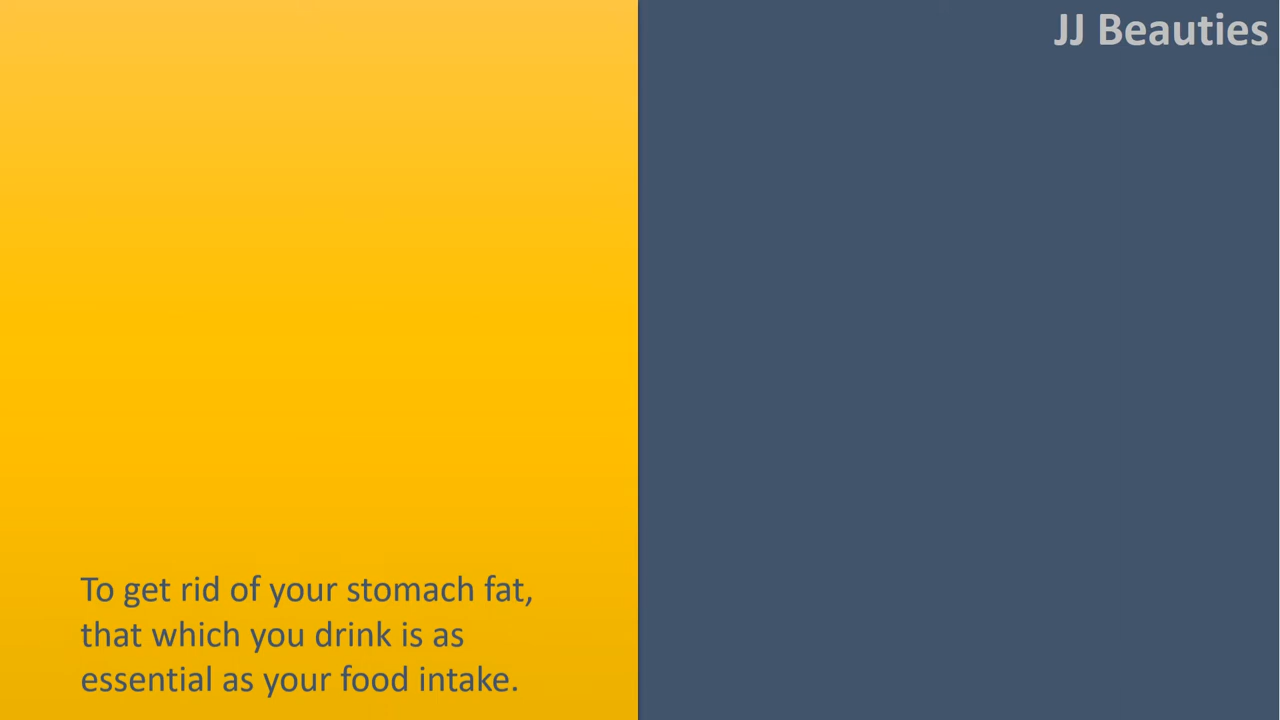 JJ Beauties
To get rid of your stomach fat,
that which you drink is as
essential as your food intake.